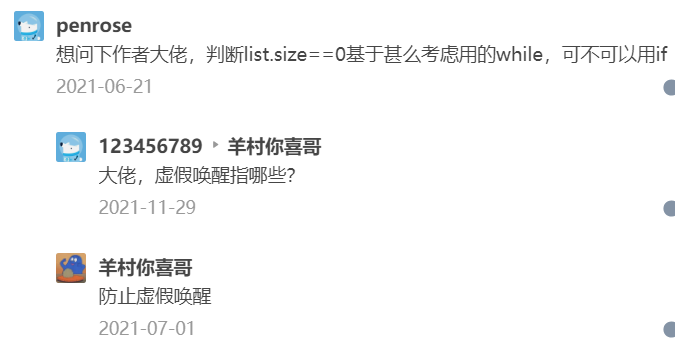 penrose
想问下作者大佬，判断list.size==0基于甚么考虑用的while，可不可以用if
2021-06-21
123456789 ▸ 羊村你喜哥
大佬，虚假唤醒指哪些?
2021-11-29
羊村你喜哥
防止虚假唤醒
2021-07-01